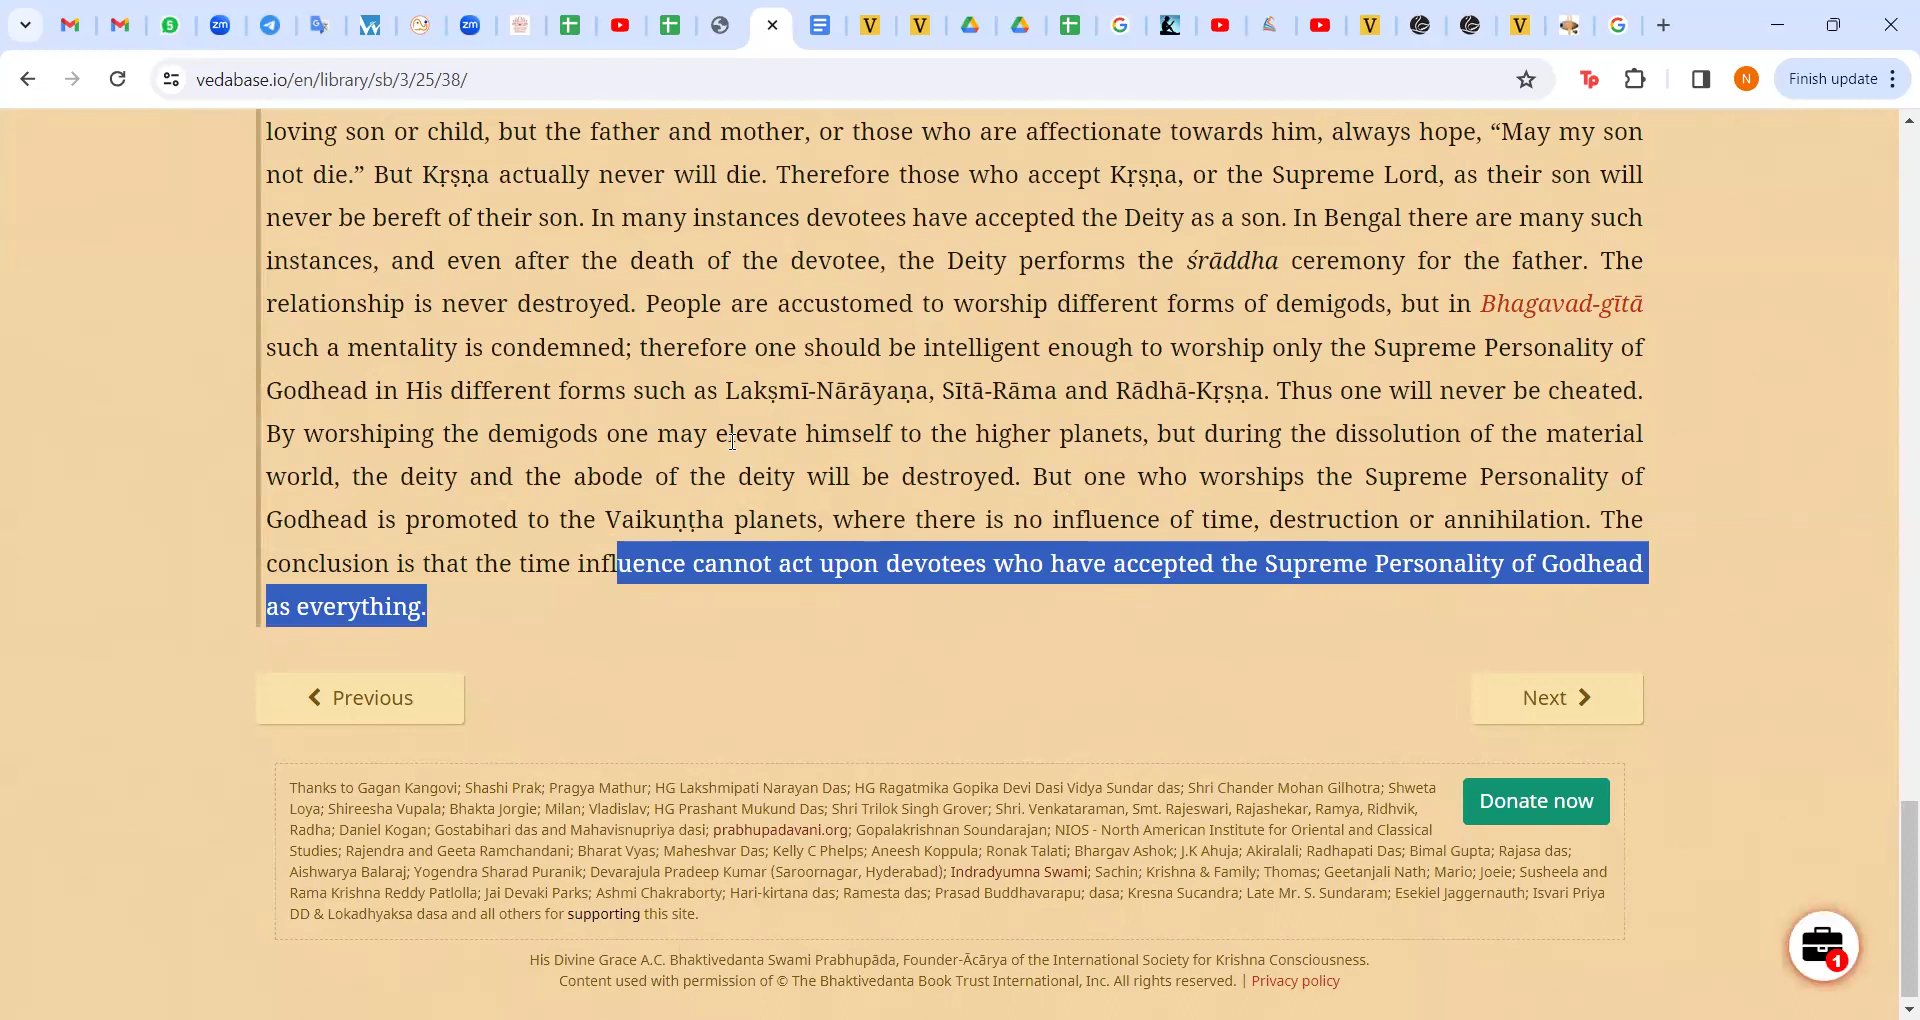 5
zm
zm
V
V
V
V
vedabase.io/en/library/sb/3/25/38/
Tp
N
Finish update
loving son or child, but the father and mother, or those who are affectionate towards him, always hope, “May my son
not die.” But Kṛṣṇa actually never will die. Therefore those who accept Kṛṣṇa, or the Supreme Lord, as their son will
never be bereft of their son. In many instances devotees have accepted the Deity as a son. In Bengal there are many such
instances, and even after the death of the devotee, the Deity performs the śrāddha ceremony for the father. The
relationship is never destroyed. People are accustomed to worship different forms of demigods, but in Bhagavad-gītā
such a mentality is condemned; therefore one should be intelligent enough to worship only the Supreme Personality of
Godhead in His different forms such as Lakṣmī-Nārāyaṇa, Sītā-Rāma and Rādhā-Kṛṣṇa. Thus one will never be cheated.
By worshiping the demigods one may elevate himself to the higher planets, but during the dissolution of the material
world, the deity and the abode of the deity will be destroyed. But one who worships the Supreme Personality of
Godhead is promoted to the Vaikuṇṭha planets, where there is no influence of time, destruction or annihilation. The
conclusion is that the time influence cannot act upon devotees who have accepted the Supreme Personality of Godhead
as everything.
Previous
Next
Thanks to Gagan Kangovi; Shashi Prak; Pragya Mathur; HG Lakshmipati Narayan Das; HG Ragatmika Gopika Devi Dasi Vidya Sundar das; Shri Chander Mohan Gilhotra; Shweta
Loya; Shireesha Vupala; Bhakta Jorgie; Milan; Vladislav; HG Prashant Mukund Das; Shri Trilok Singh Grover; Shri. Venkataraman, Smt. Rajeswari, Rajashekar, Ramya, Ridhvik,
Radha; Daniel Kogan; Gostabihari das and Mahavisnupriya dasi; prabhupadavani.org; Gopalakrishnan Soundarajan; NIOS - North American Institute for Oriental and Classical
Studies; Rajendra and Geeta Ramchandani; Bharat Vyas; Maheshvar Das; Kelly C Phelps; Aneesh Koppula; Ronak Talati; Bhargav Ashok; J.K Ahuja; Akiralali; Radhapati Das; Bimal Gupta; Rajasa das;
Aishwarya Balaraj; Yogendra Sharad Puranik; Devarajula Pradeep Kumar (Saroornagar, Hyderabad); Indradyumna Swami; Sachin; Krishna & Family; Thomas; Geetanjali Nath; Mario; Joeie; Susheela and
Rama Krishna Reddy Patlolla; Jai Devaki Parks; Ashmi Chakraborty; Hari-kirtana das; Ramesta das; Prasad Buddhavarapu; dasa; Kresna Sucandra; Late Mr. S. Sundaram; Esekiel Jaggernauth; Isvari Priya
DD & Lokadhyaksa dasa and all others for supporting this site.
Donate now
1
His Divine Grace A.C. Bhaktivedanta Swami Prabhupāda, Founder-Ācārya of the International Society for Krishna Consciousness.
Content used with permission of © The Bhaktivedanta Book Trust International, Inc. All rights reserved. | Privacy policy